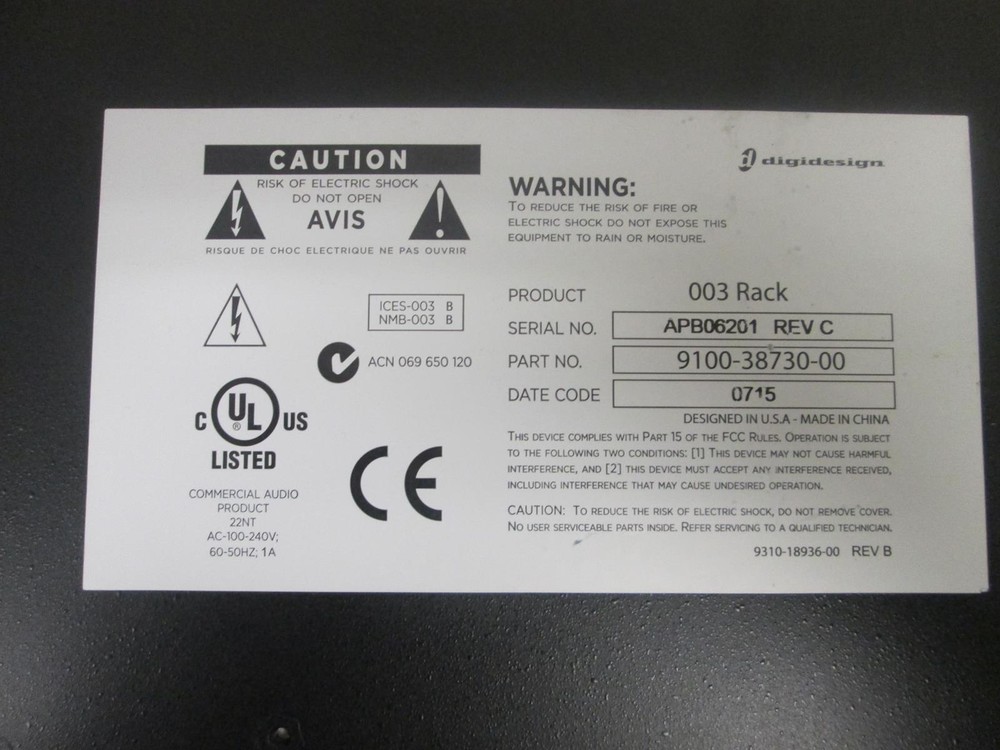 CAUTION
RISK OF ELECTRIC SHOCK
DO NOT OPEN
AVIS
RISQUE DE CHOC ELECTRIQUE NE PAS OUVRIR
ICES-003 B
NMB-003 B
ACN 069 650 120
C UL US
®
LISTED
COMMERCIAL AUDIO
PRODUCT
22NT
AC-100-240V;
60-50HZ; 1A
CE
digidesign
WARNING:
TO REDUCE THE RISK OF FIRE OR
ELECTRIC SHOCK DO NOT EXPOSE THIS
EQUIPMENT TO RAIN OR MOISTURE.
PRODUCT 003 Rack
SERIAL NO. APB06201 REV C
PART NO. 9100-38730-00
DATE CODE 0715
DESIGNED IN U.S.A - MADE IN CHINA
THIS DEVICE COMPLIES WITH PART 15 OF THE FCC RULES. OPERATION IS SUBJECT
TO THE FOLLOWING TWO CONDITIONS: [1] THIS DEVICE MAY NOT CAUSE HARMFUL
INTERFERENCE, AND [2] THIS DEVICE MUST ACCEPT ANY INTERFERENCE RECEIVED,
INCLUDING INTERFERENCE THAT MAY CAUSE UNDESIRED OPERATION.
CAUTION: TO REDUCE THE RISK OF ELECTRIC SHOCK, DO NOT REMOVE COVER.
NO USER SERVICEABLE PARTS INSIDE. REFER SERVICING TO A QUALIFIED TECHNICIAN.
9310-18936-00 REV B